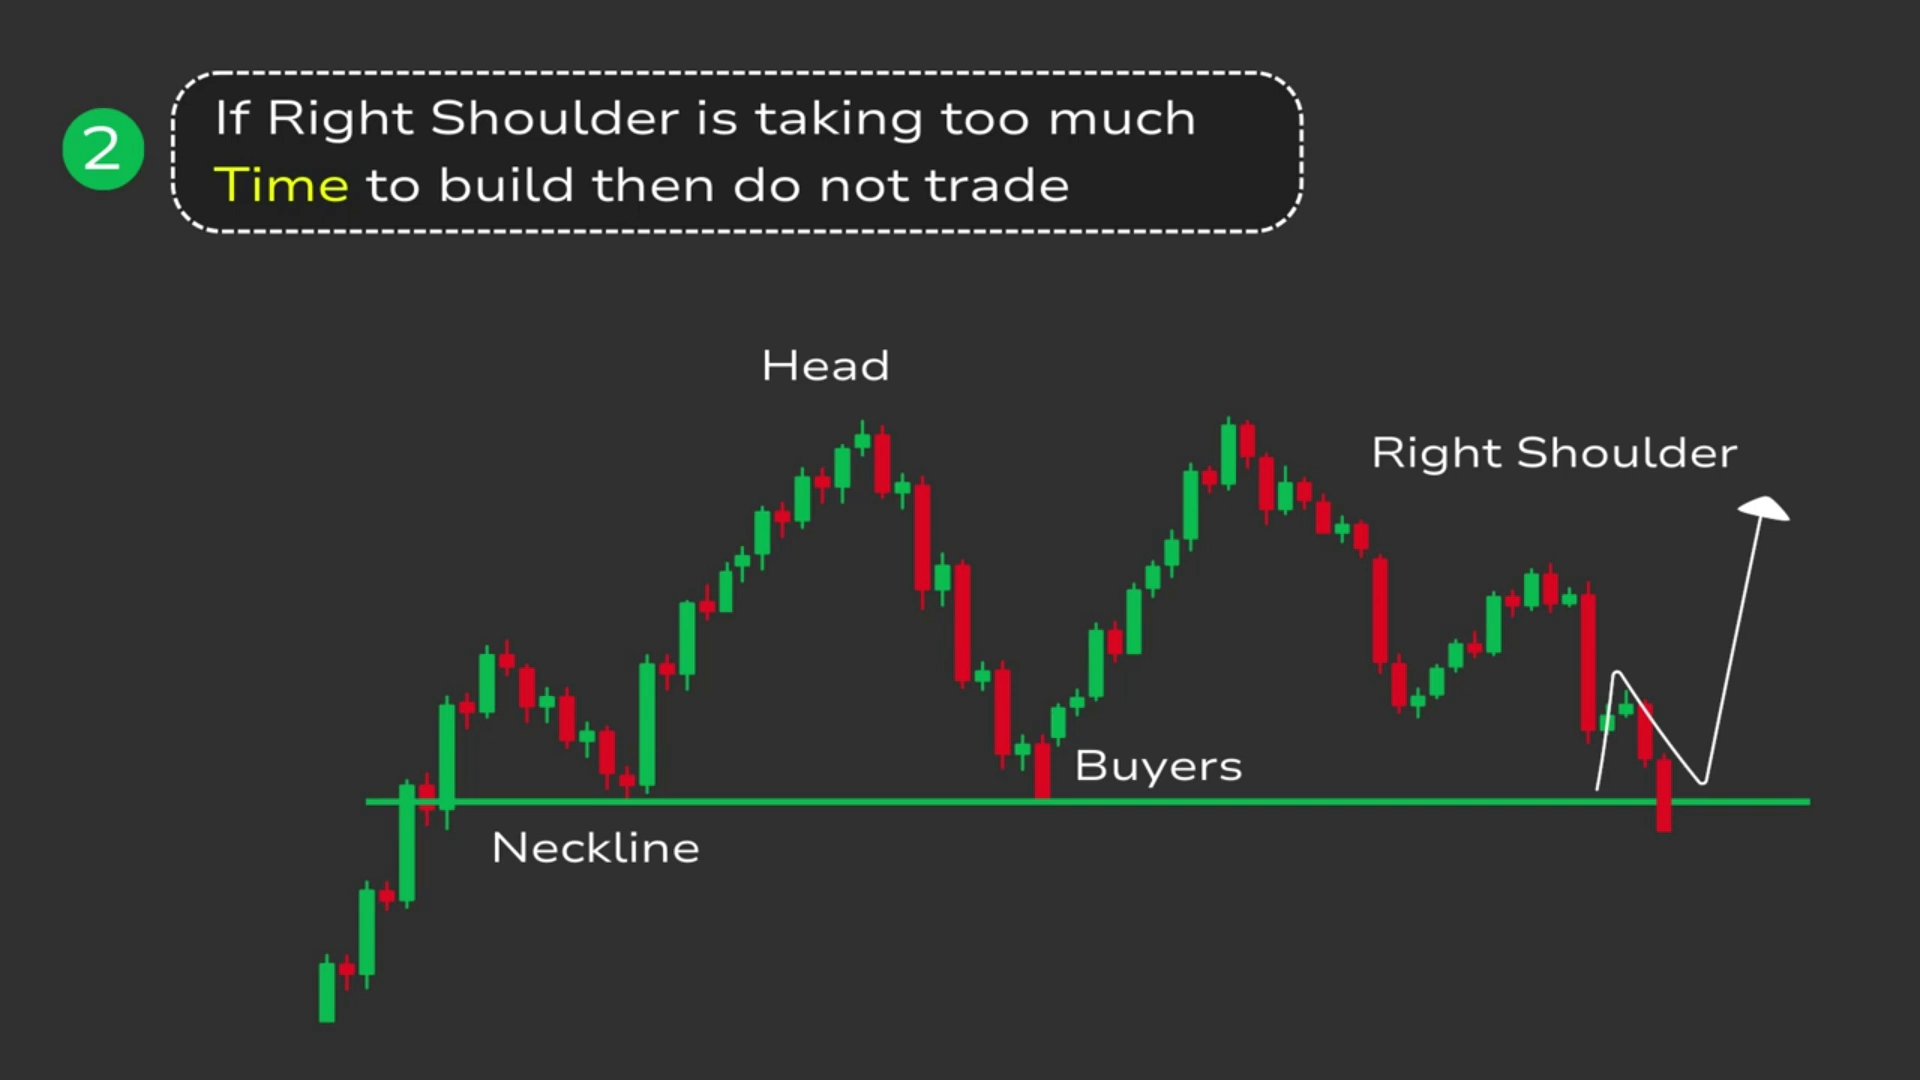 2
If Right Shoulder is taking too much
Time to build then do not trade
Head
Right Shoulder
Buyers
Neckline